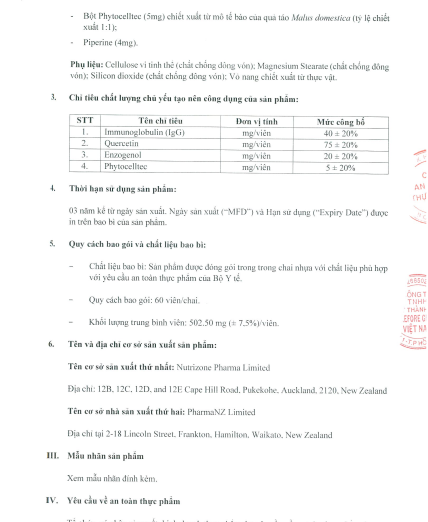 - Bột Phytocelltec (5mg) chiết xuất từ mô tế bào của quả táo Malus domestica (tỷ lệ chiết
xuất 1:1);
- Piperine (4mg).
Phụ liệu: Cellulose vi tinh thể (chất chống đông vón); Magnesium Stearate (chất chống đông
vón); Silicon dioxide (chất chống đông vón); Vỏ nang chiết xuất từ thực vật.
3. Chỉ tiêu chất lượng chủ yếu tạo nên công dụng của sản phẩm:
STT Tên chỉ tiêu Đơn vị tính Mức công bố
1. Immunoglobulin (IgG) mg/viên 40 ± 20%
2. Quercetin mg/viên 75 ± 20%
3. Enzogenol mg/viên 20 ± 20%
4. Phytocelltec mg/viên 5 ± 20%
4. Thời hạn sử dụng sản phẩm:
03 năm kể từ ngày sản xuất. Ngày sản xuất ("MFD") và Hạn sử dụng ("Expiry Date") được
in trên bao bì của sản phẩm.
5. Quy cách bao gói và chất liệu bao bì:
- Chất liệu bao bì: Sản phẩm được đóng gói trong trong chai nhựa với chất liệu phù hợp
với yêu cầu an toàn thực phẩm của Bộ Y tế.
- Quy cách bao gói: 60 viên/chai.
- Khối lượng trung bình viên: 502.50 mg (± 7,5%)/viên.
6. Tên và địa chỉ cơ sở sản xuất sản phẩm:
Tên cơ sở sản xuất thứ nhất: Nutrizone Pharma Limited
Địa chỉ: 12B, 12C, 12D, and 12E Cape Hill Road, Pukekohe, Auckland, 2120, New Zealand
Tên cơ sở nhà sản xuất thứ hai: PharmaNZ Limited
Địa chỉ tại 2-18 Lincoln Street, Frankton, Hamilton, Waikato, New Zealand
III. Mẫu nhãn sản phẩm
Xem mẫu nhãn đính kèm.
IV. Yêu cầu về an toàn thực phẩm